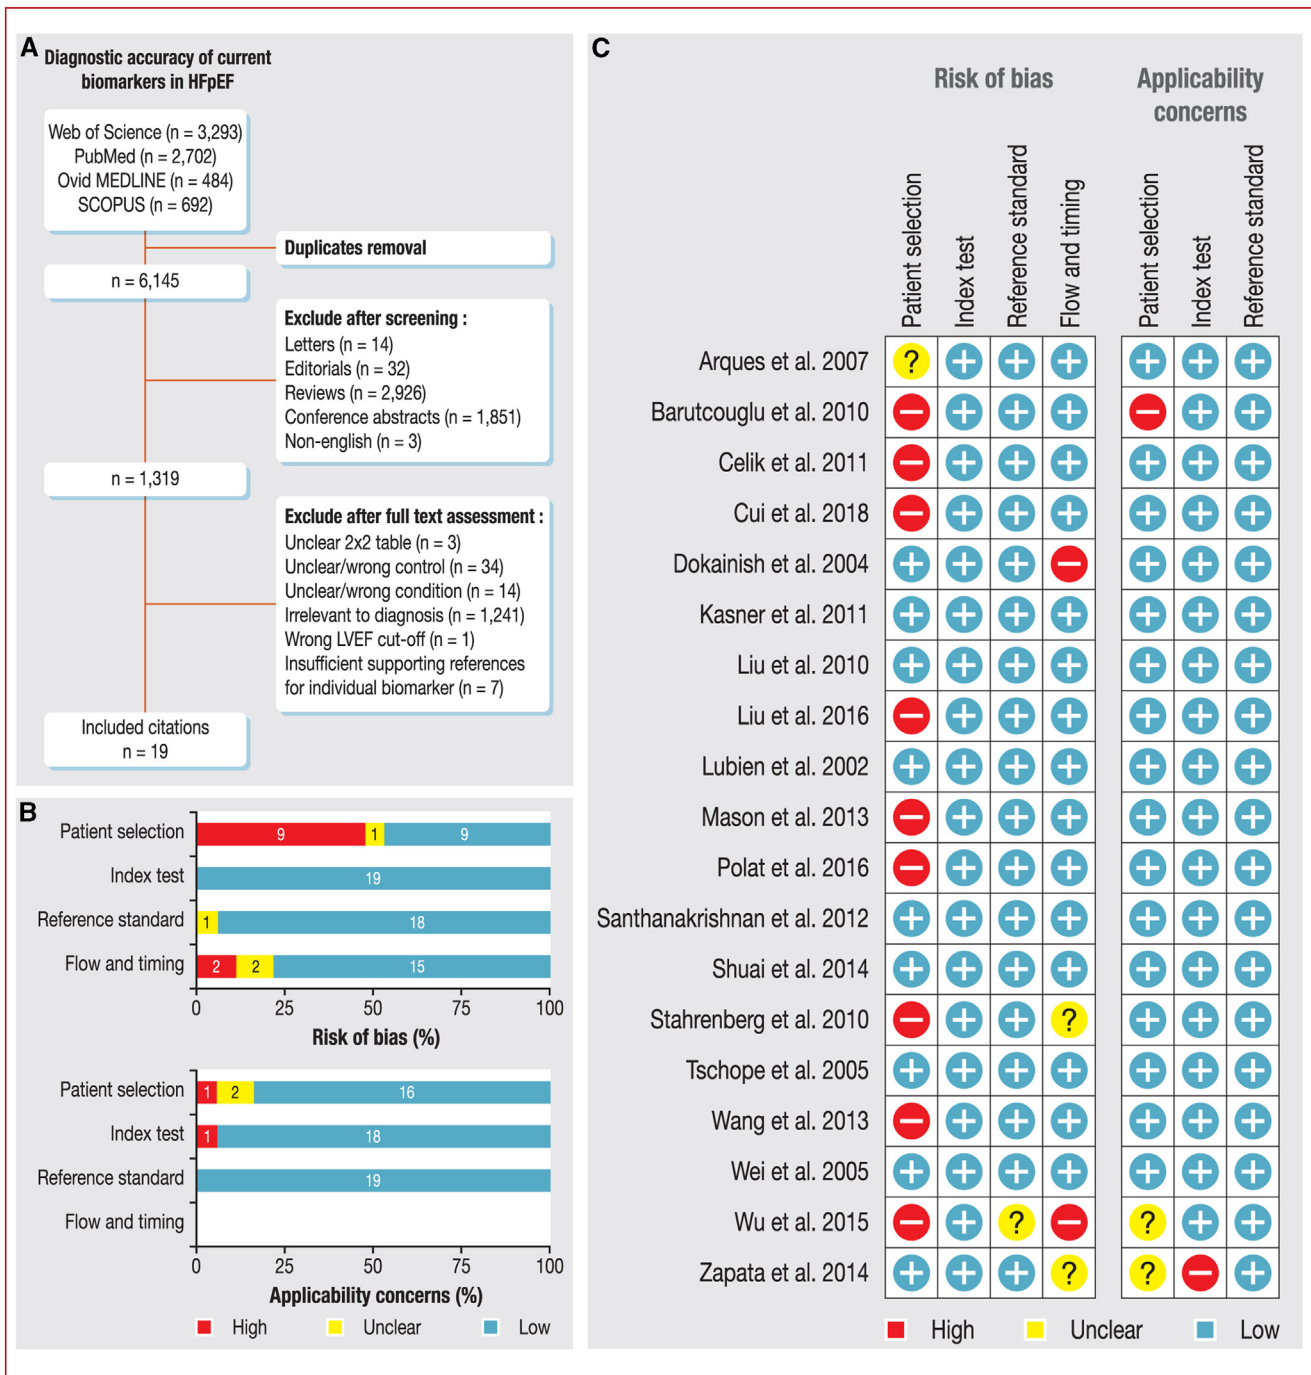 A
Diagnostic accuracy of current
biomarkers in HFpEF
Web of Science (n = 3,293)
PubMed (n = 2,702)
Ovid MEDLINE (n = 484)
SCOPUS (n = 692)
Duplicates removal
n = 6,145
Exclude after screening :
Letters (n = 14)
Editorials (n = 32)
Reviews (n = 2,926)
Conference abstracts (n = 1,851)
Non-english (n = 3)
n = 1,319
Exclude after full text assessment :
Unclear 2x2 table (n = 3)
Unclear/wrong control (n = 34)
Unclear/wrong condition (n = 14)
Irrelevant to diagnosis (n = 1,241)
Wrong LVEF cut-off (n = 1)
Insufficient supporting references
for individual biomarker (n = 7)
Included citations
n = 19
B
Patient selection 9 1 9
Index test 19
Reference standard 1 18
Flow and timing 2 2 15
0 25 50 75 100
Risk of bias (%)
Patient selection 1 2 16
Index test 1 18
Reference standard 19
Flow and timing
0 25 50 75 100
Applicability concerns (%)
High Unclear Low
C
Risk of bias
Applicability
concerns
Patient selection
Index test
Reference standard
Flow and timing
Patient selection
Index test
Reference standard
Arques et al. 2007 ? + + + + + +
Barutcouglu et al. 2010 − + + + − + +
Celik et al. 2011 − + + + + + +
Cui et al. 2018 − + + + + + +
Dokainish et al. 2004 + + + − + + +
Kasner et al. 2011 + + + + + + +
Liu et al. 2010 + + + + + + +
Liu et al. 2016 − + + + + + +
Lubien et al. 2002 + + + + + + +
Mason et al. 2013 − + + + + + +
Polat et al. 2016 − + + + + + +
Santhanakrishnan et al. 2012 + + + + + + +
Shuai et al. 2014 + + + + + + +
Stahrenberg et al. 2010 − + + ? + + +
Tschope et al. 2005 + + + + + + +
Wang et al. 2013 − + + + + + +
Wei et al. 2005 + + + + + + +
Wu et al. 2015 − + ? − ? + +
Zapata et al. 2014 + + + ? ? − +
High Unclear Low